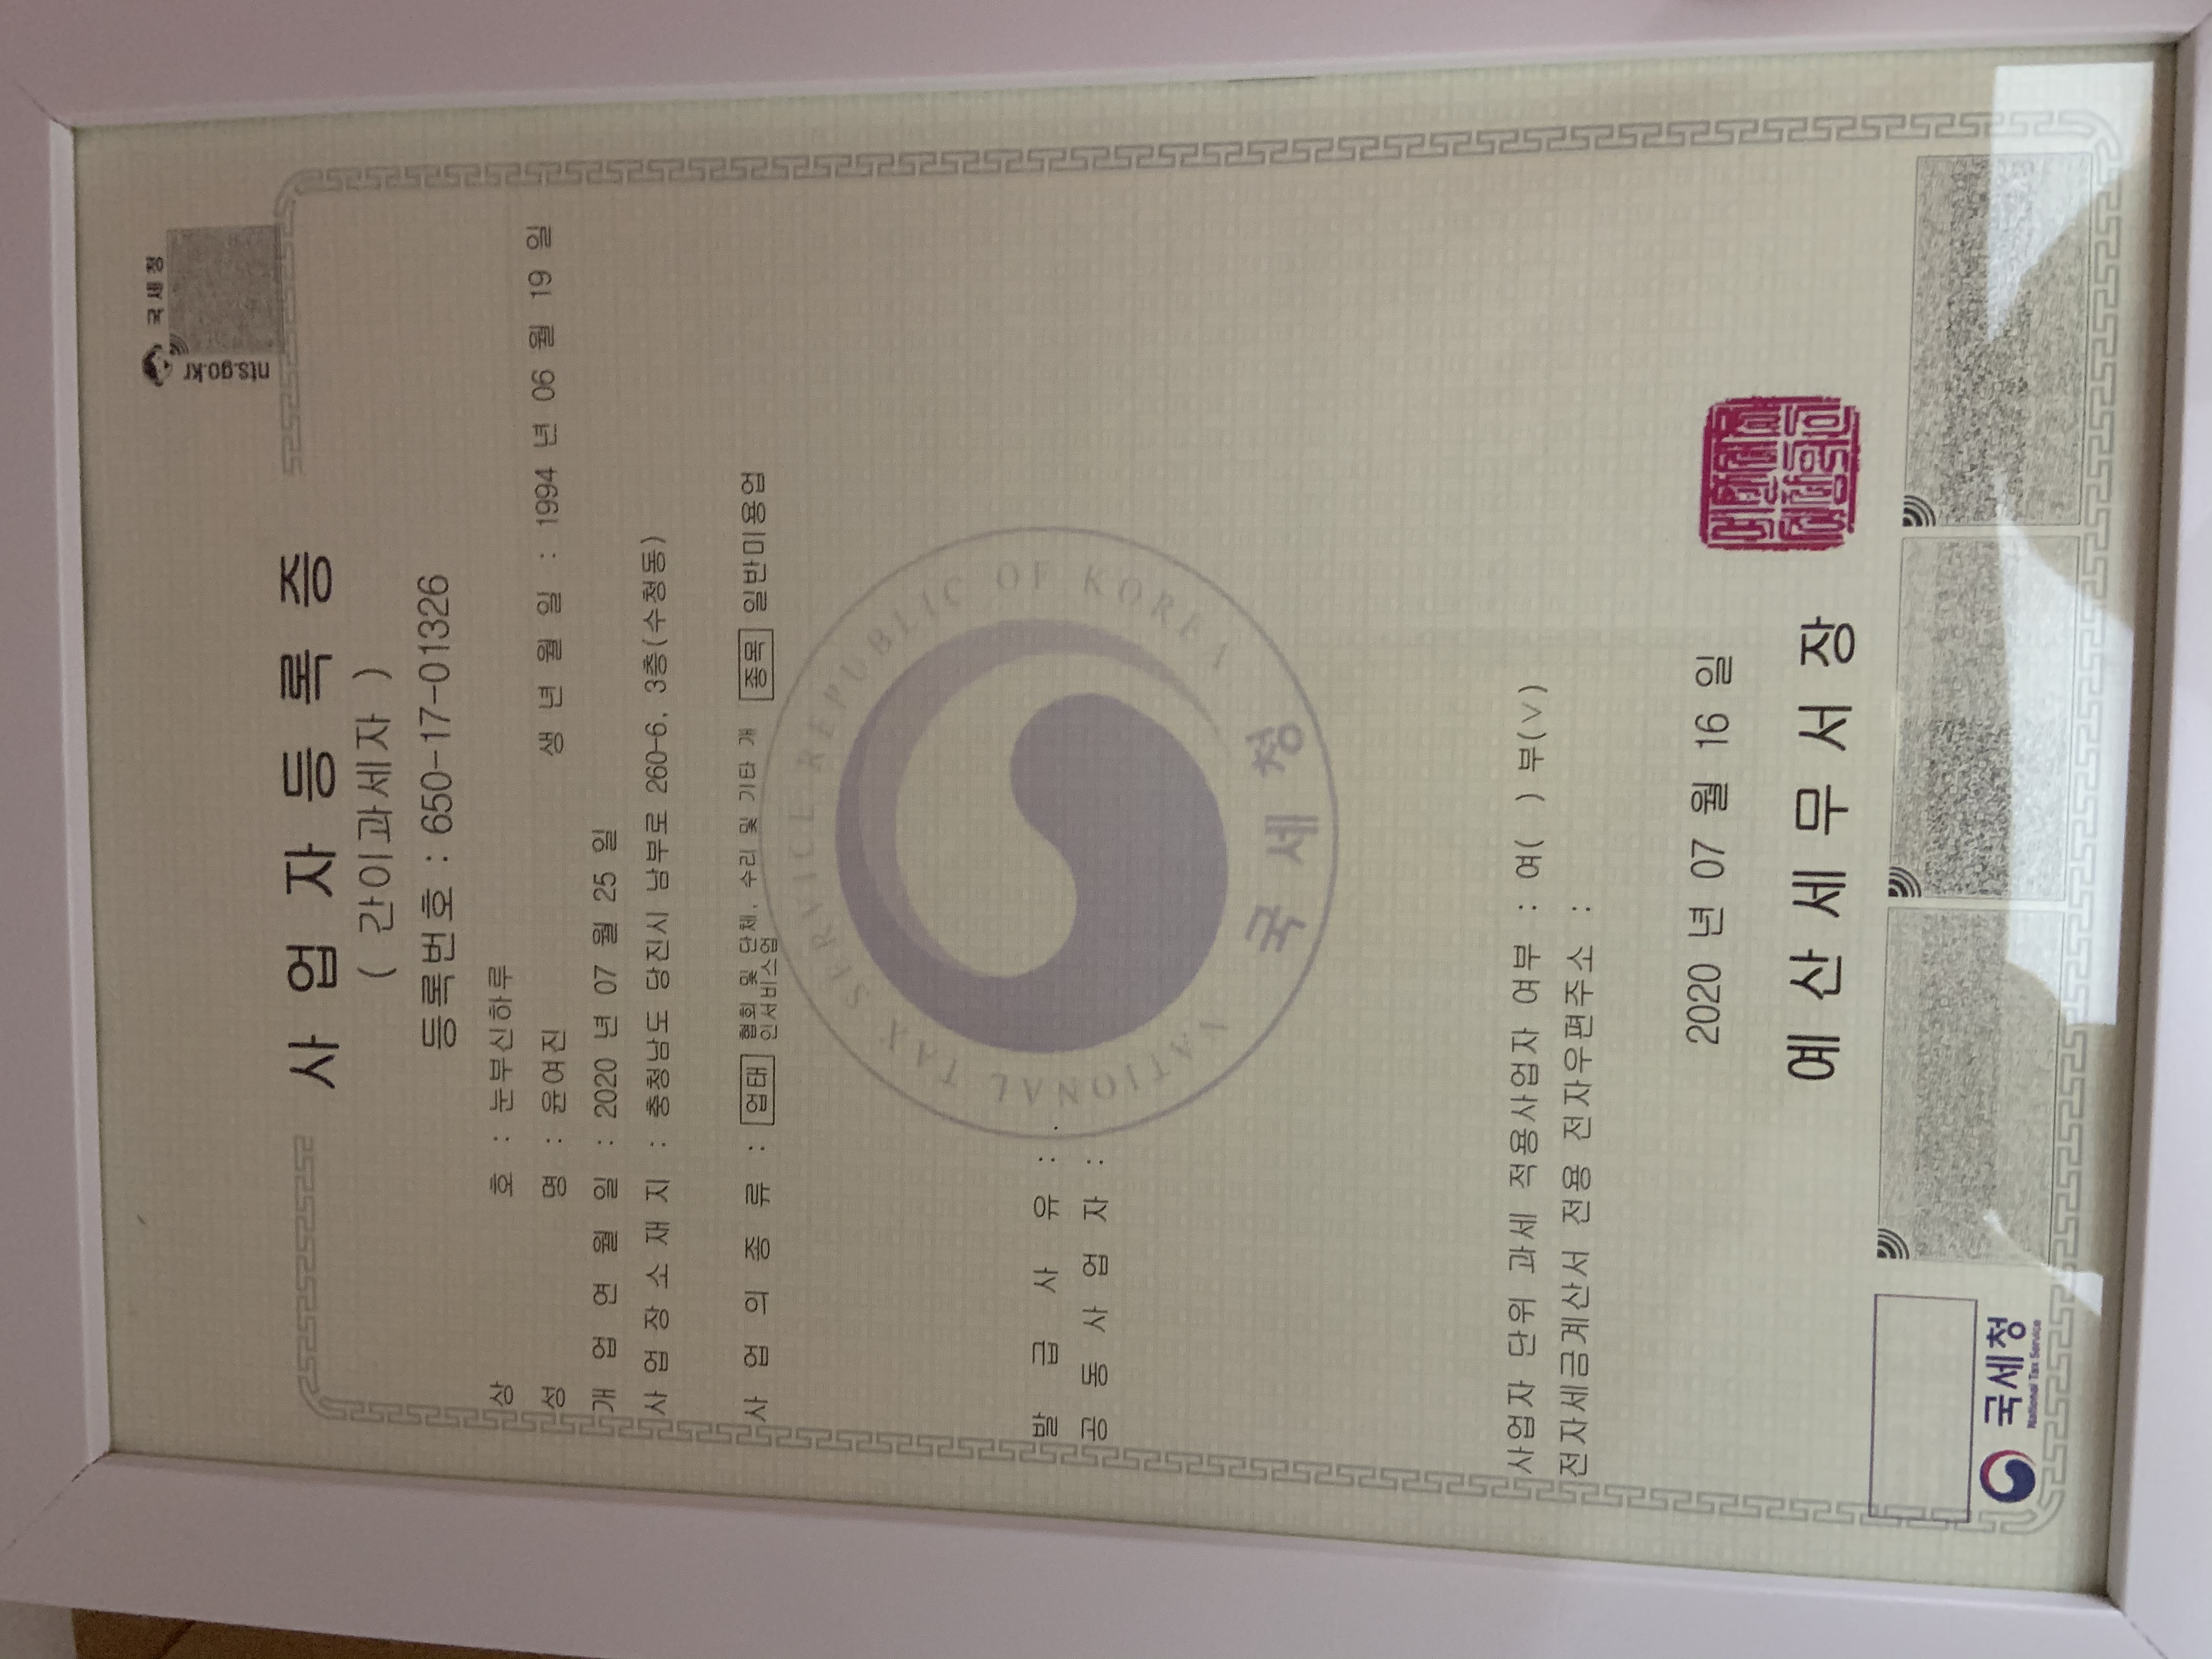 국세청
nts.go.kr
사업자등록증
( 간이과세자 )
등록번호 : 650-17-01326
상 호 : 눈부신하루
성 명 : 윤여진 생 년 월 일 : 1994 년 06 월 19 일
개 업 연 월 일 : 2020 년 07 월 25 일
사 업 장 소 재 지 : 충청남도 당진시 남부로 260-6, 3층(수청동)
사 업 의 종 류 : 업태 협회 및 단체, 수리 및 기타 개 종목 일반미용업
인서비스업
NATIONAL TAX SERVICE REPUBLIC OF KOREA
국세청
발 급 사 유 :
공 동 사 업 자 :
사업자 단위 과세 적용사업자 여부 : 여( ) 부(∨)
전자세금계산서 전용 전자우편주소 :
2020 년 07 월 16 일
예 산 세 무 서 장
국세청
National Tax Service